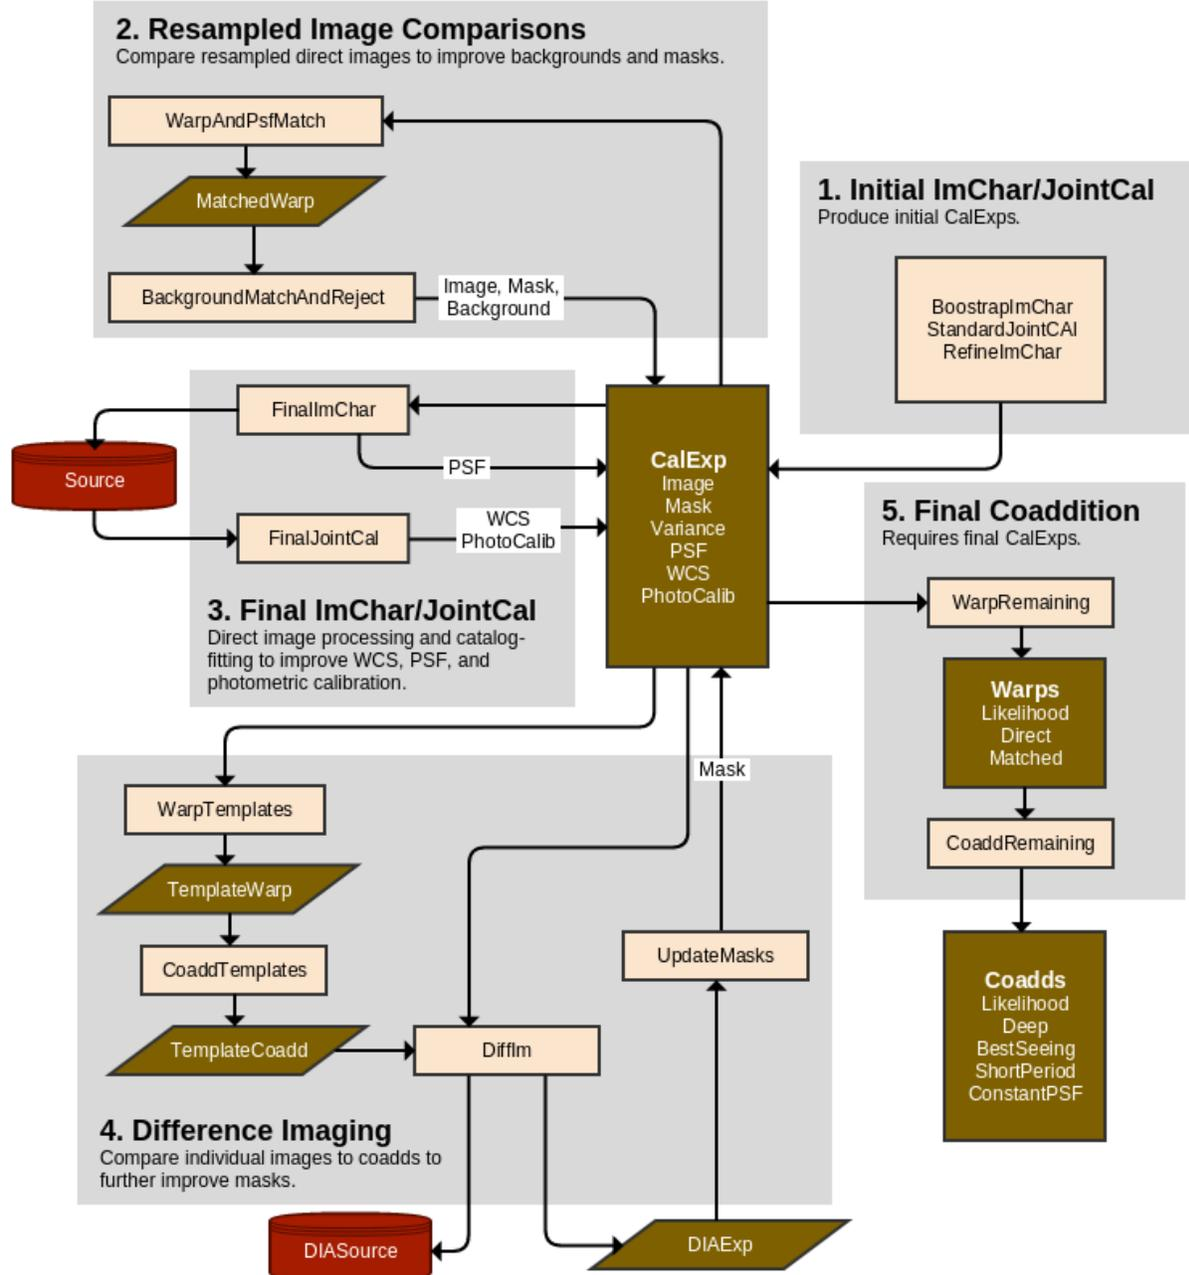 2. Resampled Image Comparisons
Compare resampled direct images to improve backgrounds and masks.
WarpAndPsfMatch
MatchedWarp
BackgroundMatchAndReject
Image, Mask,
Background
1. Initial ImChar/JointCal
Produce initial CalExps.
BoostrapImChar
StandardJointCAl
RefineImChar
FinalImChar
Source
PSF
FinalJointCal
WCS
PhotoCalib
3. Final ImChar/JointCal
Direct image processing and catalog-
fitting to improve WCS, PSF, and
photometric calibration.
CalExp
Image
Mask
Variance
PSF
WCS
PhotoCalib
5. Final Coaddition
Requires final CalExps.
WarpRemaining
Warps
Likelihood
Direct
Matched
CoaddRemaining
Coadds
Likelihood
Deep
BestSeeing
ShortPeriod
ConstantPSF
Mask
WarpTemplates
TemplateWarp
CoaddTemplates
TemplateCoadd
DiffIm
UpdateMasks
4. Difference Imaging
Compare individual images to coadds to
further improve masks.
DIASource
DIAExp